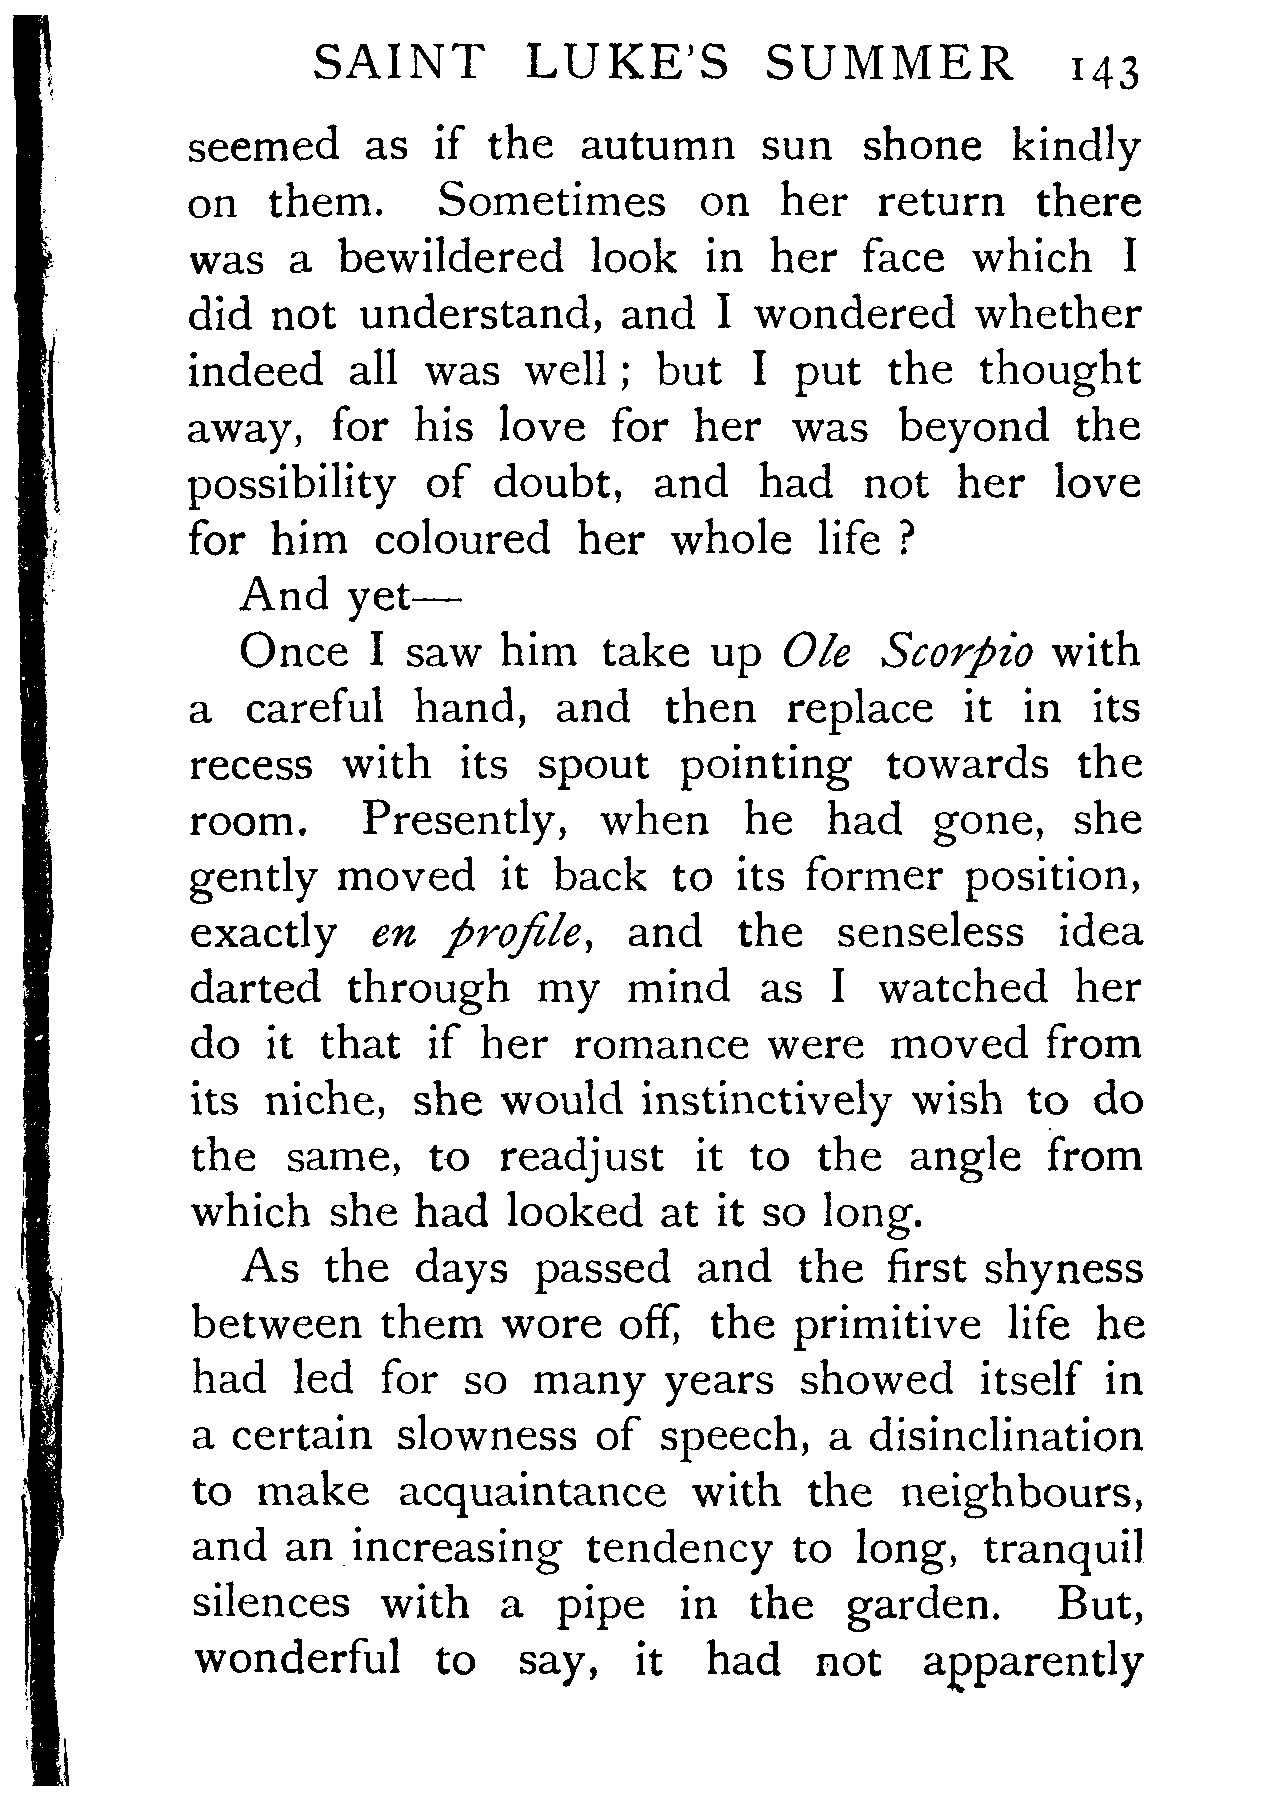 SAINT LUKE'S SUMMER 143
seemed as if the autumn sun shone kindly
on them. Sometimes on her return there
was a bewildered look in her face which I
did not understand, and I wondered whether
indeed all was well ; but I put the thought
away, for his love for her was beyond the
possibility of doubt, and had not her love
for him coloured her whole life ?
And yet—
Once I saw him take up Ole Scorpio with
a careful hand, and then replace it in its
recess with its spout pointing towards the
room. Presently, when he had gone, she
gently moved it back to its former position,
exactly en profile, and the senseless idea
darted through my mind as I watched her
do it that if her romance were moved from
its niche, she would instinctively wish to do
the same, to readjust it to the angle from
which she had looked at it so long.
As the days passed and the first shyness
between them wore off, the primitive life he
had led for so many years showed itself in
a certain slowness of speech, a disinclination
to make acquaintance with the neighbours,
and an increasing tendency to long, tranquil
silences with a pipe in the garden. But,
wonderful to say, it had not apparently